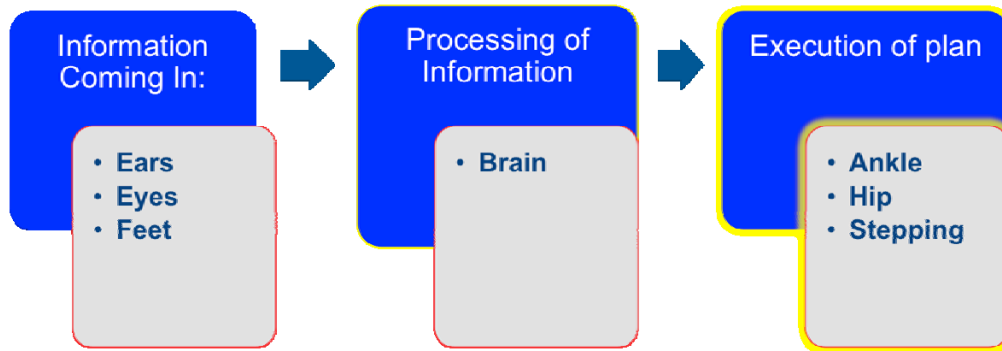 Information
Coming In:
• Ears
• Eyes
• Feet
Processing of
Information
• Brain
Execution of plan
• Ankle
• Hip
• Stepping